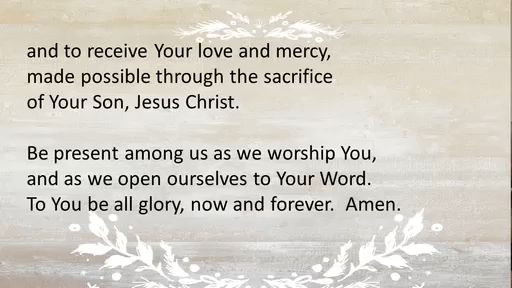 and to receive Your love and mercy,
made possible through the sacrifice
of Your Son, Jesus Christ.
Be present among us as we worship You,
and as we open ourselves to Your Word.
To You be all glory, now and forever.  Amen.